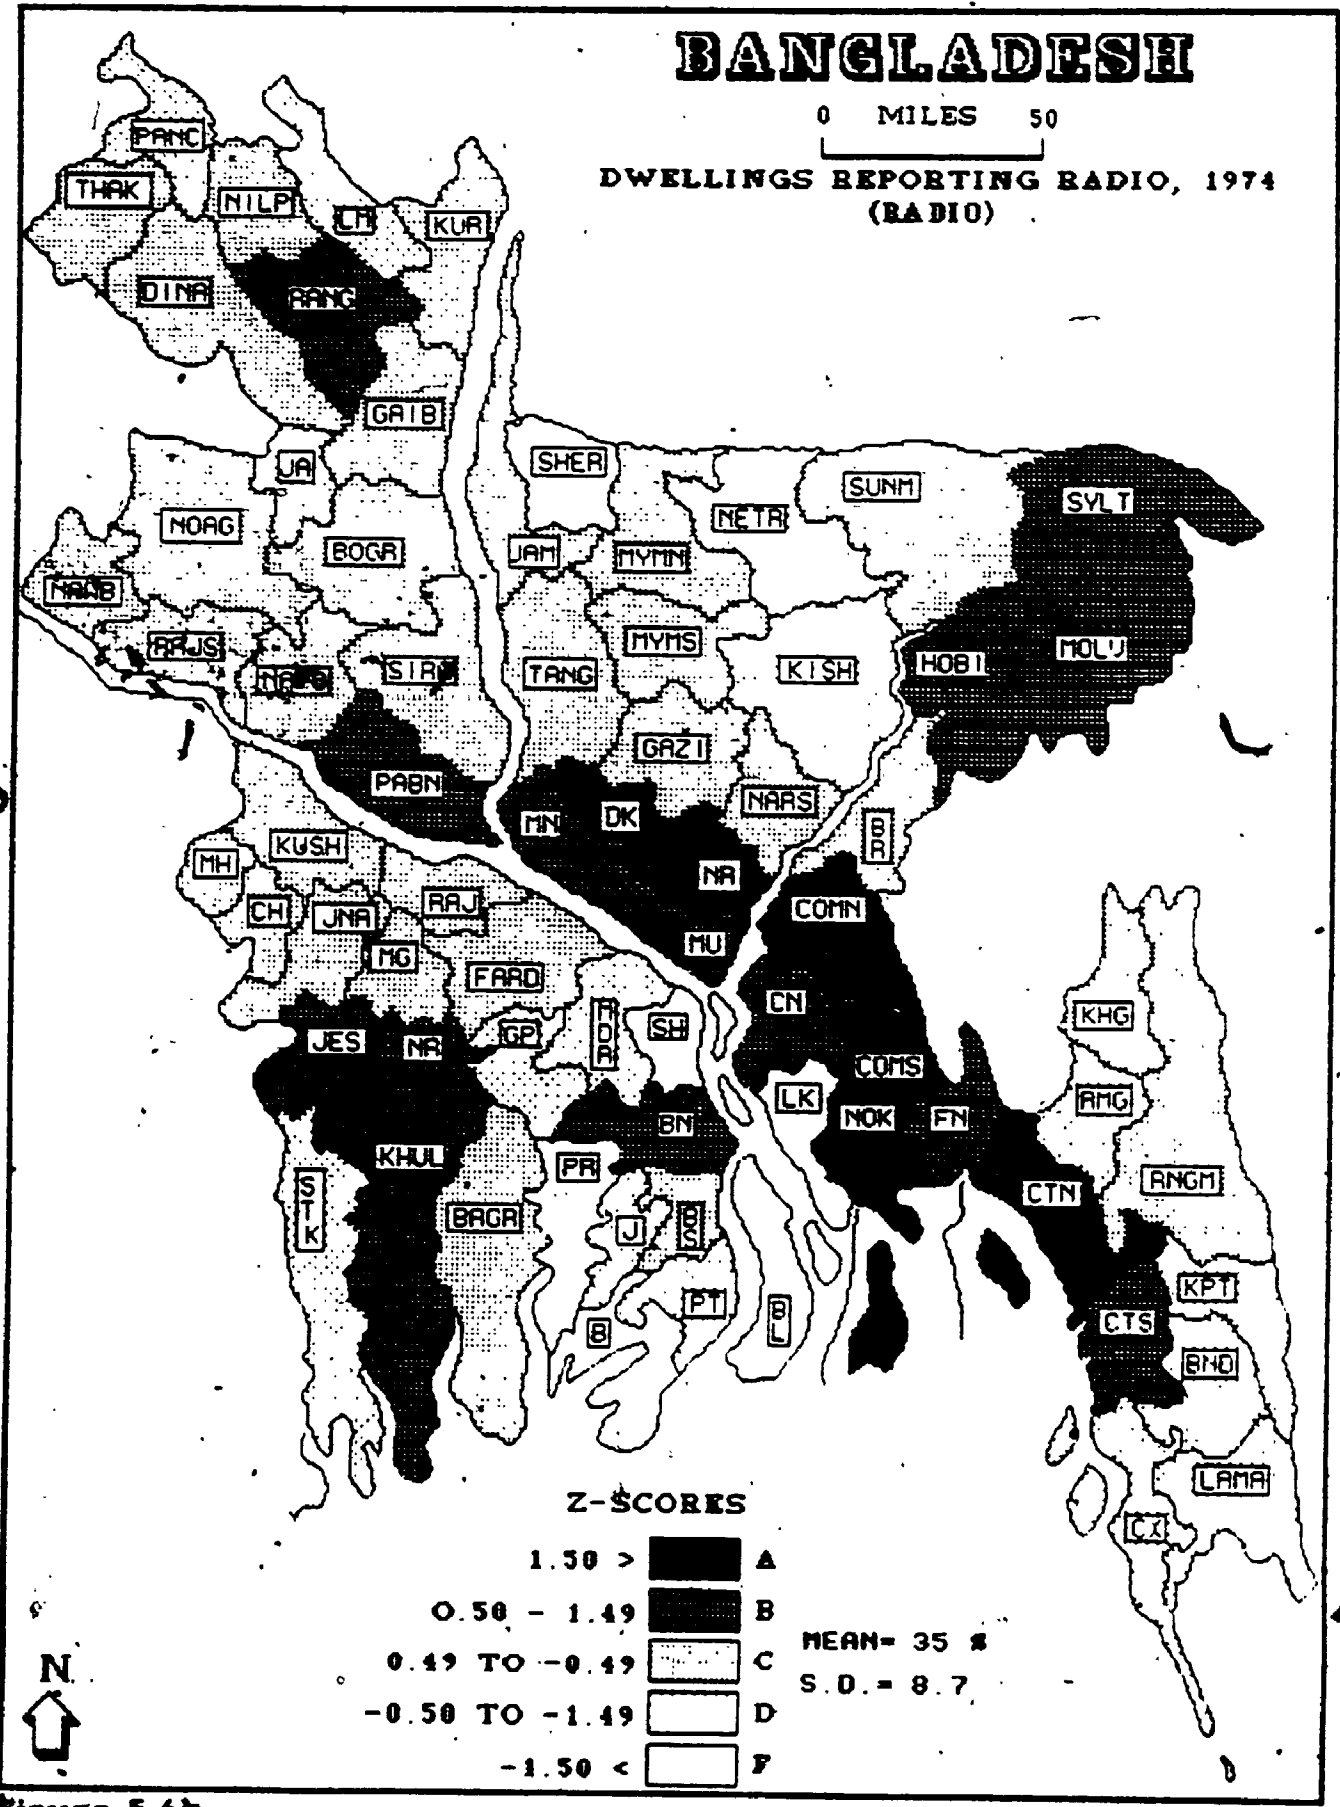 BANGLADESH
0 MILES 50
DWELLINGS REPORTING RADIO, 1974
(RADIO)
PANC
THAK
NILP
LM
KUR
DINA
RANG
GAIB
JA
SHER
SUNM
SYLT
NOAG
NETR
BOGR
JAM
MYMN
NAWB
RAJS
MYMS
SIR
TANG
KISH
HOBI
MOLV
GAZI
PABN
NARS
MN
DK
BR
KUSH
MH
NR
CH
JNA
RAJ
COMN
MG
MU
FARD
CN
ADR
SH
KHG
JES
NR
GP
COMS
LK
RMG
BN
NOK
FN
KHUL
PR
RNGM
STK
CTN
BAGR
J
BS
KPT
PT
BL
CTS
B
BND
LAMA
CX
Z-SCORES
1.50 > A
0.50 - 1.49 B
0.49 TO -0.49 C
-0.50 TO -1.49 D
-1.50 < F
MEAN= 35 %
S.D.= 8.7
N